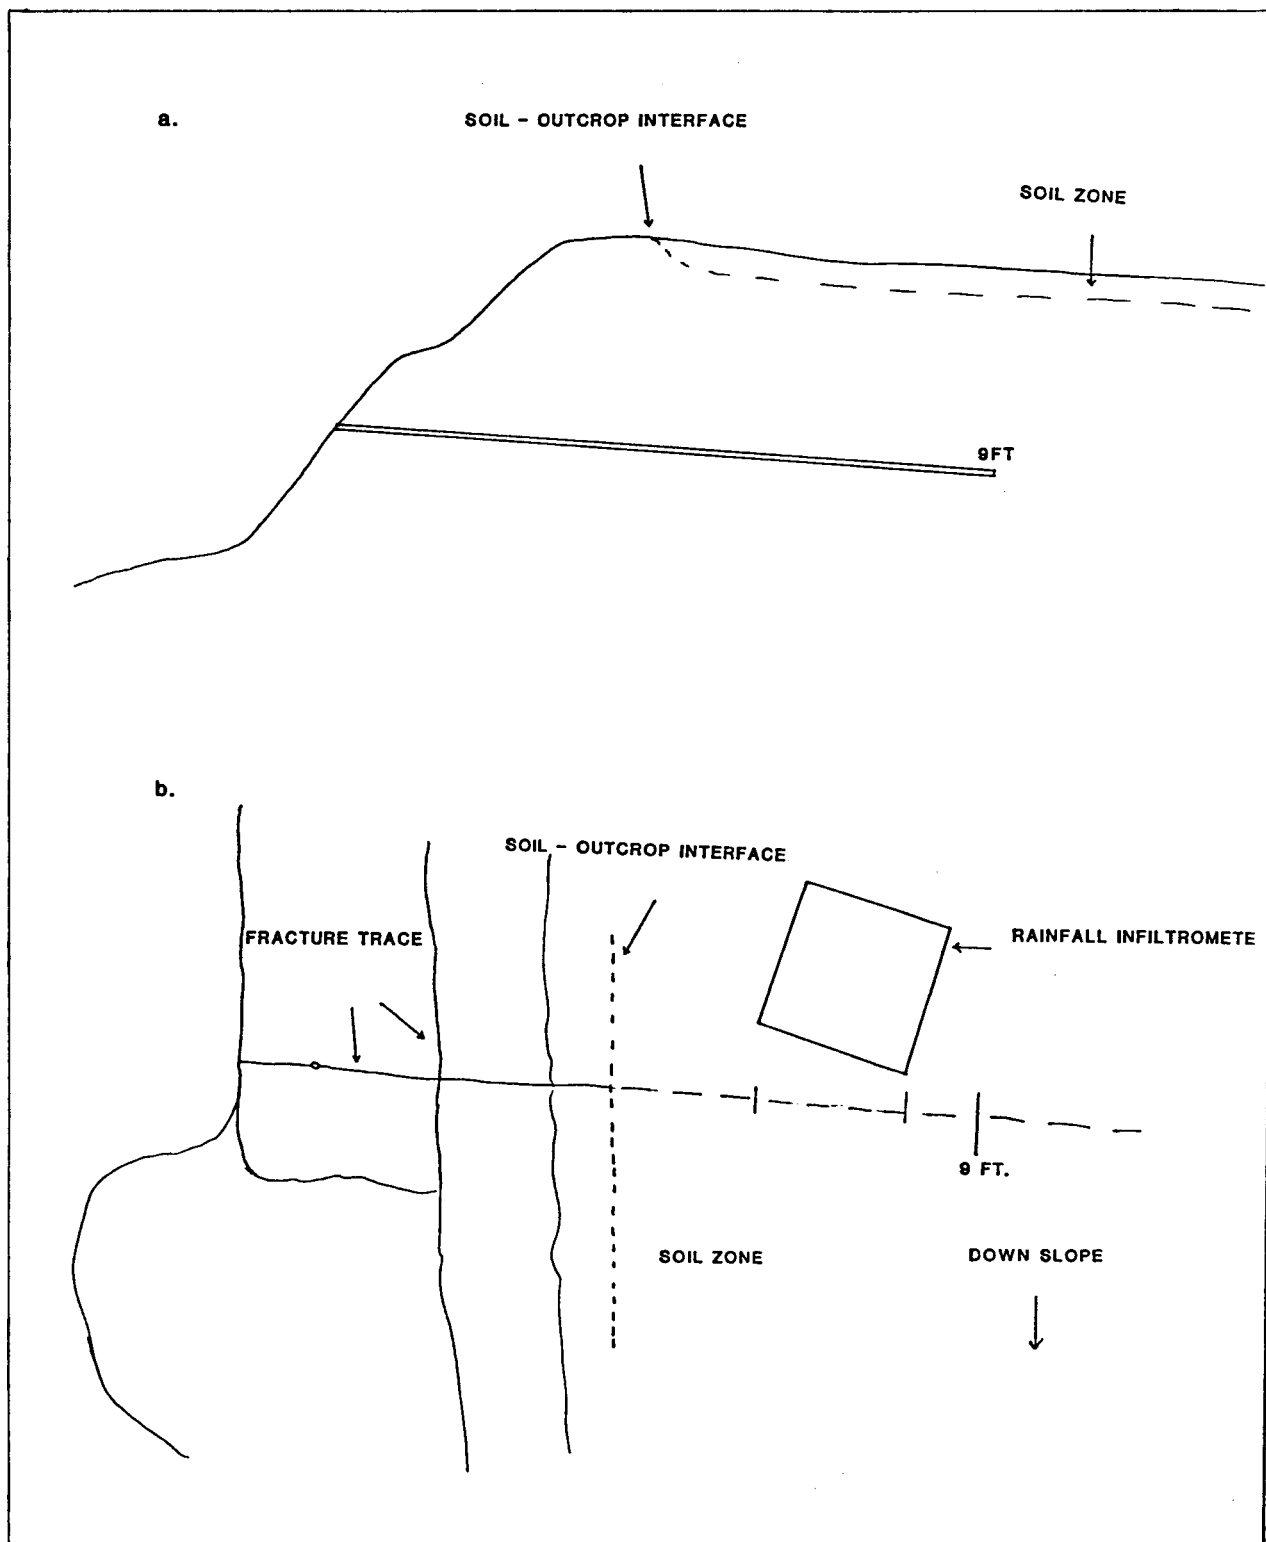 a.
SOIL - OUTCROP INTERFACE
SOIL ZONE
9FT
b.
SOIL - OUTCROP INTERFACE
FRACTURE TRACE
RAINFALL INFILTROMETE
9 FT.
SOIL ZONE
DOWN SLOPE